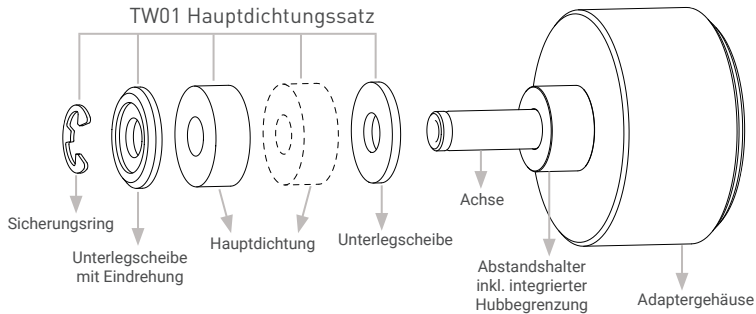 TW01 Hauptdichtungssatz
Sicherungsring
Unterlegscheibe
mit Eindrehung
Hauptdichtung
Unterlegscheibe
Achse
Abstandshalter
inkl. integrierter
Hubbegrenzung
Adaptergehäuse